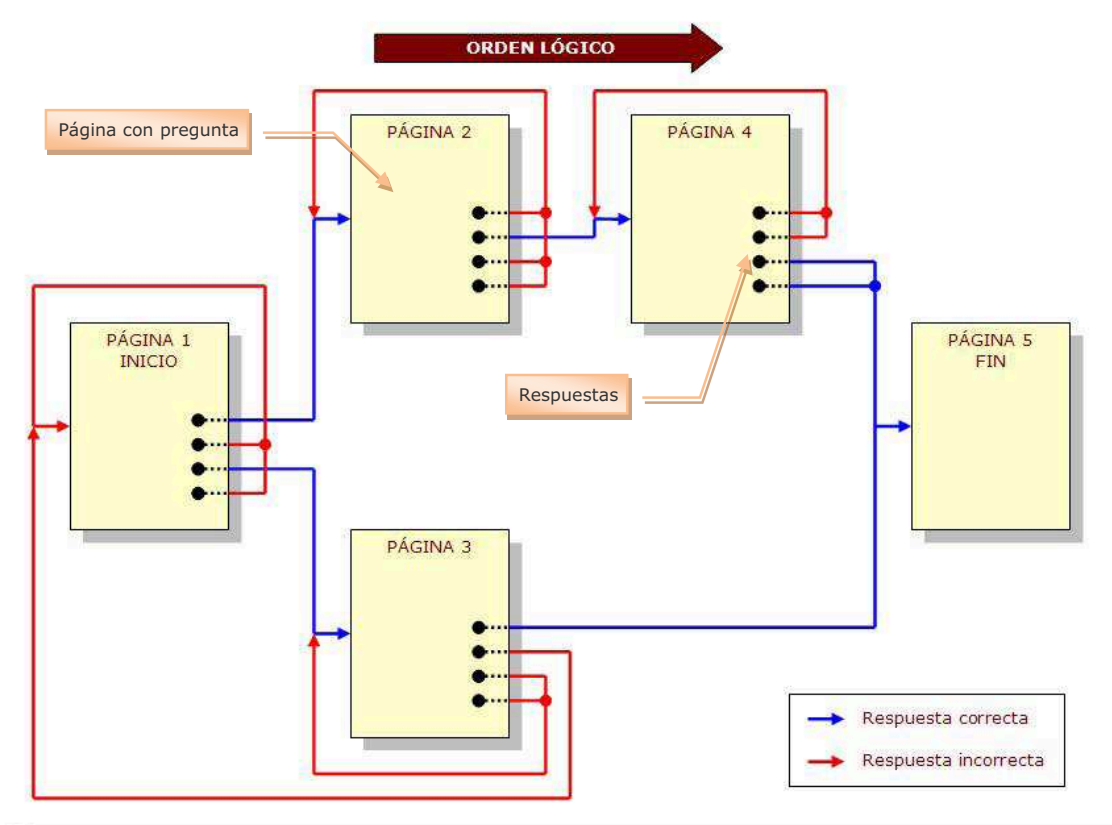 ORDEN LÓGICO
Página con pregunta
PÁGINA 2
PÁGINA 4
PÁGINA 1
INICIO
PÁGINA 5
FIN
Respuestas
PÁGINA 3
Respuesta correcta
Respuesta incorrecta